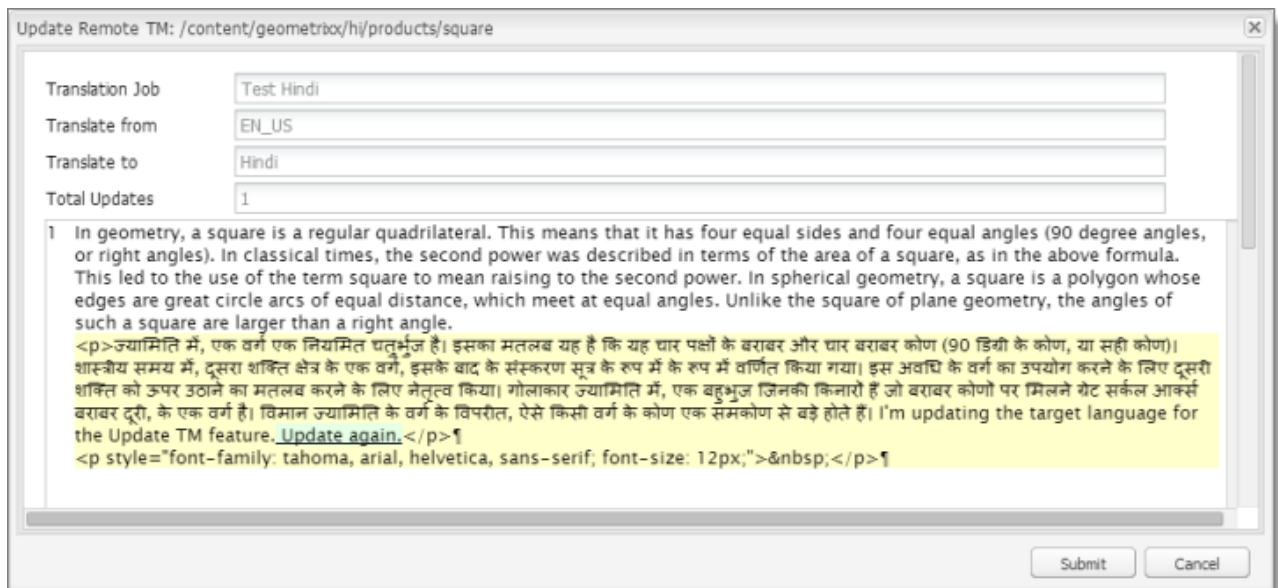 Update Remote TM: /content/geometrixx/hi/products/square
Translation Job Test Hindi
Translate from EN_US
Translate to Hindi
Total Updates 1
1 In geometry, a square is a regular quadrilateral. This means that it has four equal sides and four equal angles (90 degree angles,
or right angles). In classical times, the second power was described in terms of the area of a square, as in the above formula.
This led to the use of the term square to mean raising to the second power. In spherical geometry, a square is a polygon whose
edges are great circle arcs of equal distance, which meet at equal angles. Unlike the square of plane geometry, the angles of
such a square are larger than a right angle.
<p>ज्यामिति में, एक वर्ग एक नियमित चतुर्भुज है। इसका मतलब यह है कि यह चार पक्षों के बराबर और चार बराबर कोण (90 डिग्री के कोण, या सही कोण)।
शास्त्रीय समय में, दूसरा शक्ति क्षेत्र के एक वर्ग, इसके बाद के संस्करण सूत्र के रूप में के रूप में वर्णित किया गया। इस अवधि के वर्ग का उपयोग करने के लिए दूसरी
शक्ति को ऊपर उठाने का मतलब करने के लिए नेतृत्व किया। गोलाकार ज्यामिति में, एक बहुभुज जिनकी किनारों हैं जो बराबर कोणों पर मिलने ग्रेट सर्कल आर्क्स
बराबर दूरी, के एक वर्ग है। विमान ज्यामिति के वर्ग के विपरीत, ऐसे किसी वर्ग के कोण एक समकोण से बड़े होते हैं। I'm updating the target language for
the Update TM feature. Update again.</p>¶
<p style="font-family: tahoma, arial, helvetica, sans-serif; font-size: 12px;">&nbsp;</p>¶
Submit Cancel